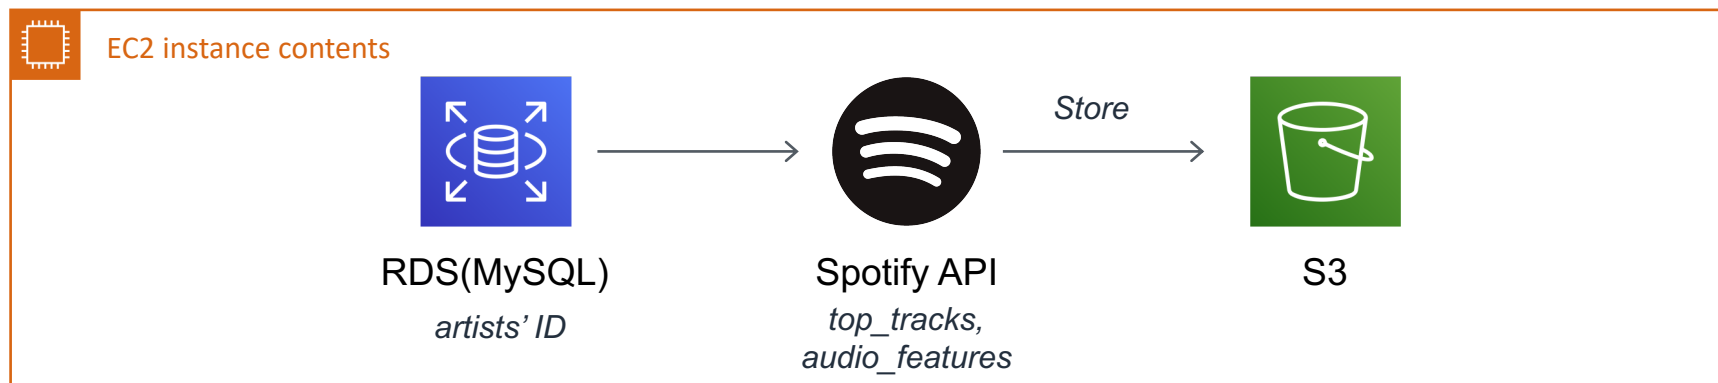 EC2 instance contents
Store
RDS(MySQL)
Spotify API
S3
artists’ ID
top_tracks,
audio_features